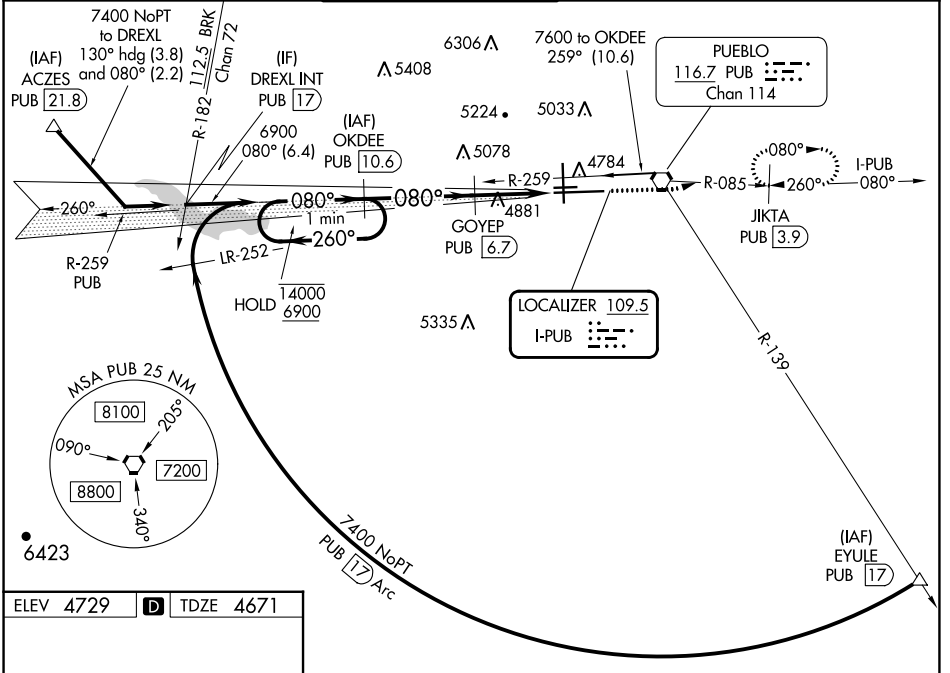 7400 NoPT
to DREXL
130° hdg (3.8)
and 080° (2.2)
(IAF)
ACZES
PUB 21.8
R-182
112.5 BRK
Chan 72
(IF)
DREXL INT
PUB 17
6900
080° (6.4)
(IAF)
OKDEE
PUB 10.6
6306
5408
5224
5033
5078
4784
4881
5335
7600 to OKDEE
259° (10.6)
PUEBLO
116.7 PUB
Chan 114
R-259
080°
260°
R-085
I-PUB
080°
JIKTA
PUB 3.9
260°
080°
080°
1 min
260°
GOYEP
PUB 6.7
R-259
PUB
LR-252
HOLD 14000
6900
LOCALIZER 109.5
I-PUB
R-139
MSA PUB 25 NM
8100
205°
090°
7200
8800
340°
6423
7400 NoPT
PUB 17 Arc
(IAF)
EYULE
PUB 17
ELEV 4729 D TDZE 4671